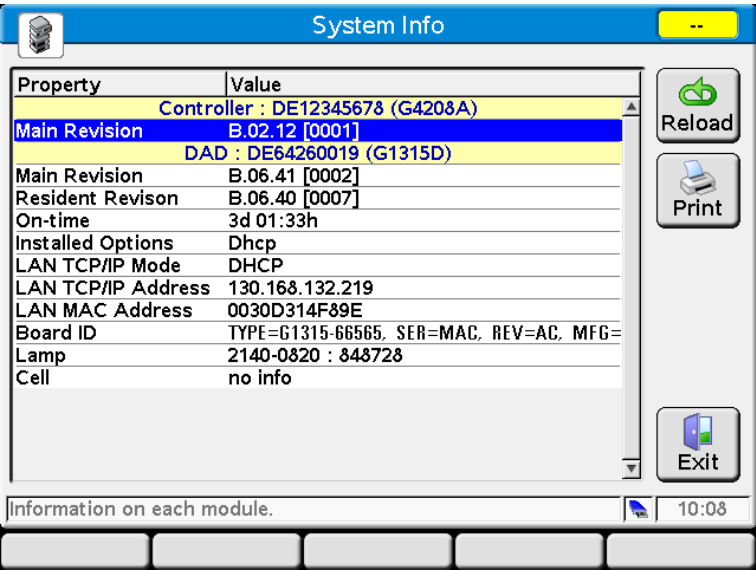 System Info
--
Property Value
Controller : DE12345678 (G4208A)
Main Revision B.02.12 [0001]
DAD : DE64260019 (G1315D)
Main Revision B.06.41 [0002]
Resident Revison B.06.40 [0007]
On-time 3d 01:33h
Installed Options Dhcp
LAN TCP/IP Mode DHCP
LAN TCP/IP Address 130.168.132.219
LAN MAC Address 0030D314F89E
Board ID TYPE=G1315-66565, SER=MAC, REV=AC, MFG=
Lamp 2140-0820 : 848728
Cell no info
Reload
Print
Exit
Information on each module.
10:08